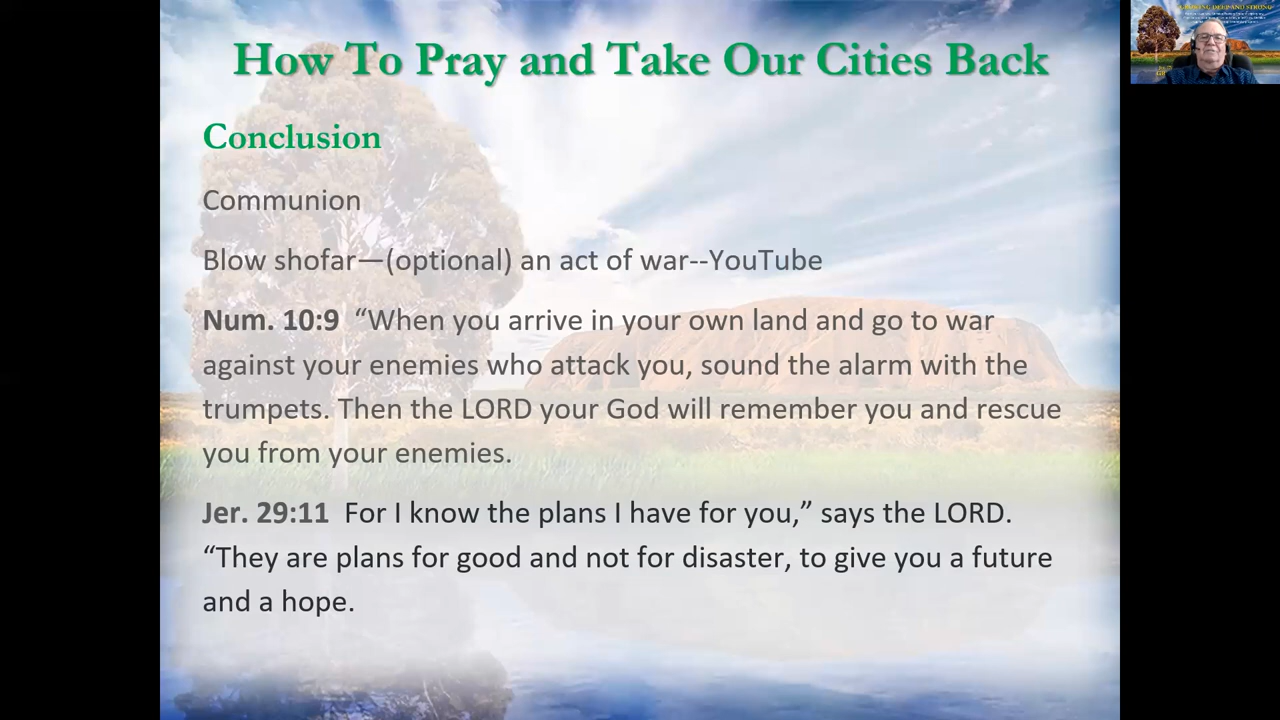 How To Pray and Take Our Cities Back
Conclusion
Communion
Blow shofar—(optional) an act of war--YouTube
Num. 10:9 “When you arrive in your own land and go to war
against your enemies who attack you, sound the alarm with the
trumpets. Then the LORD your God will remember you and rescue
you from your enemies.
Jer. 29:11 For I know the plans I have for you,” says the LORD.
“They are plans for good and not for disaster, to give you a future
and a hope.